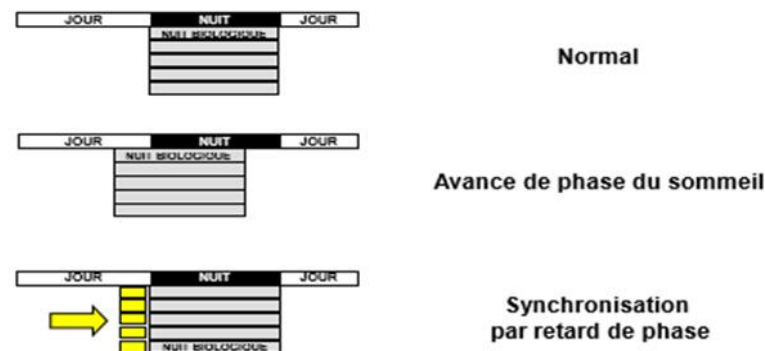 JOUR NUIT JOUR
NUIT BIOLOGIQUE
Normal
JOUR NUIT JOUR
NUIT BIOLOGIQUE
Avance de phase du sommeil
JOUR NUIT JOUR
NUIT BIOLOGIQUE
Synchronisation
par retard de phase